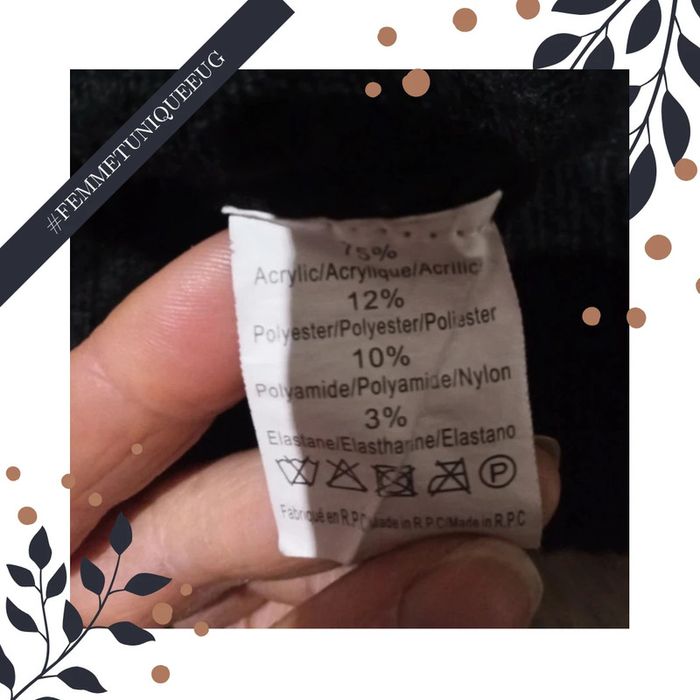 #FEMMETUNIQUEEUG
75%
Acrylic/Acrylique/Acrilic
12%
Polyester/Polyester/Poliester
10%
Polyamide/Polyamide/Nylon
3%
Elastane/Elasthanne/Elastano
P
Fabriqué en R.P.C/Made in R.P.C/Made in R.P.C